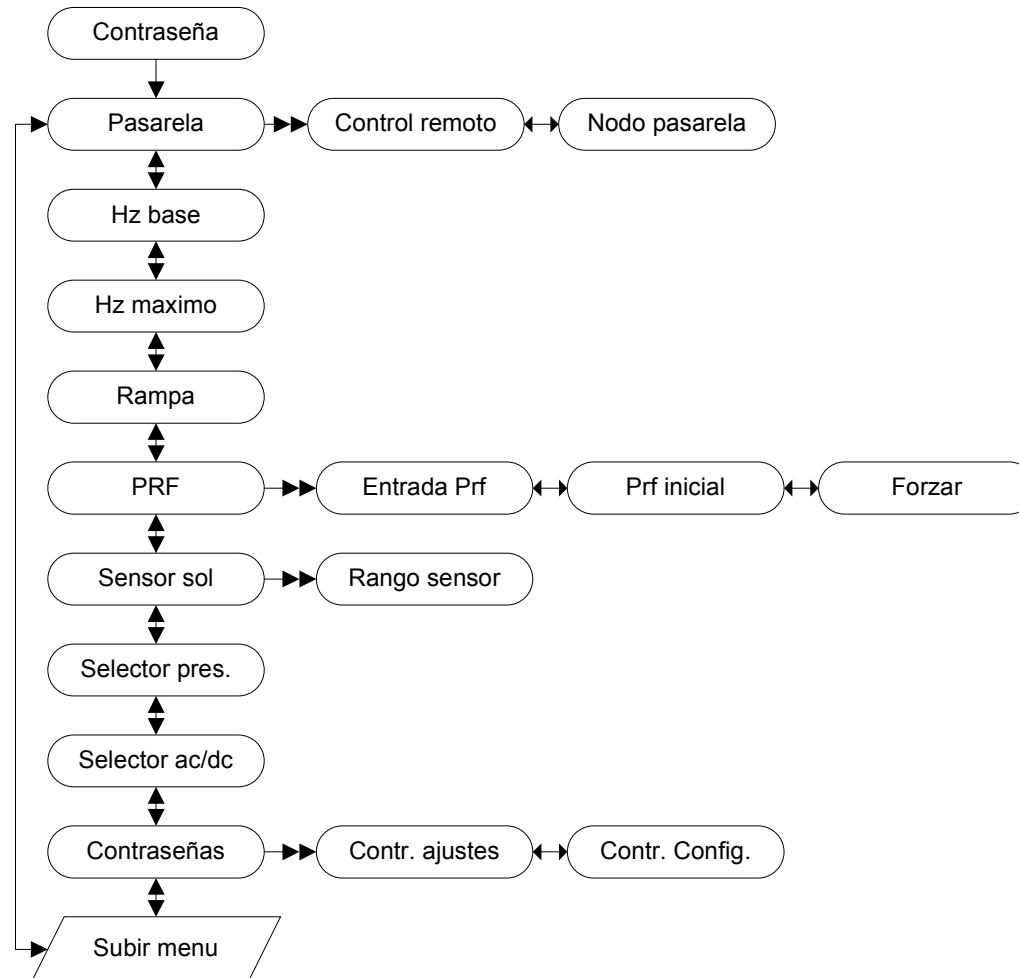 Contraseña
Pasarela
Control remoto
Nodo pasarela
Hz base
Hz maximo
Rampa
PRF
Entrada Prf
Prf inicial
Forzar
Sensor sol
Rango sensor
Selector pres.
Selector ac/dc
Contraseñas
Contr. ajustes
Contr. Config.
Subir menu